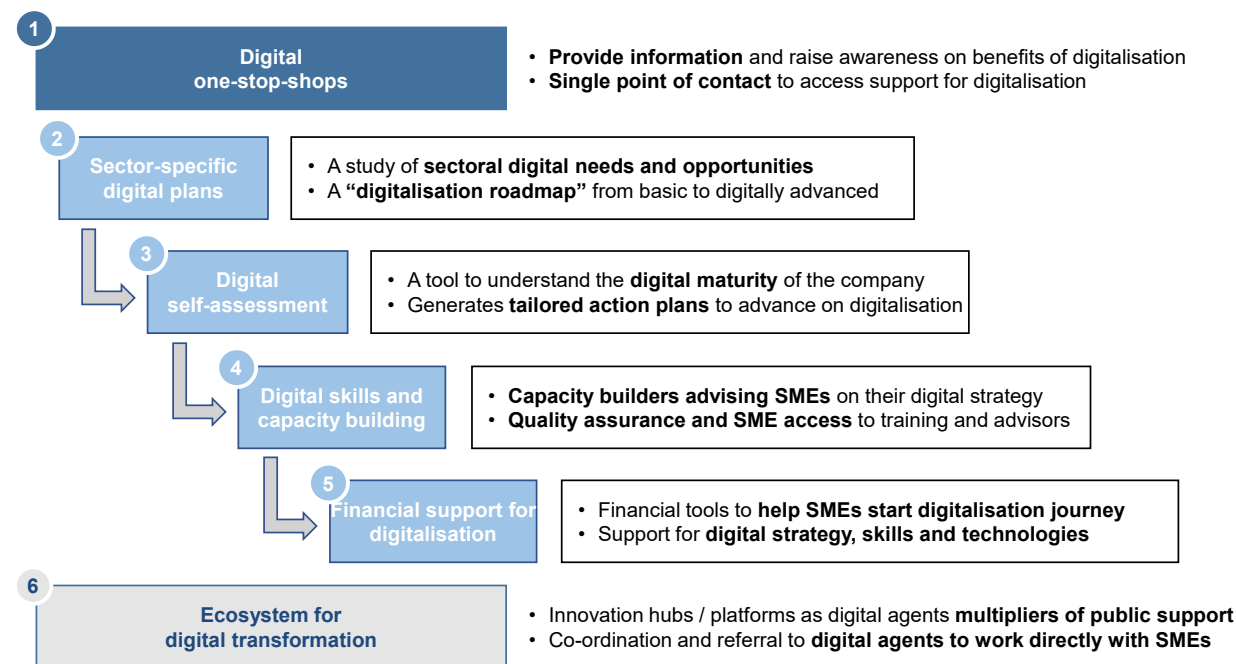 1
Digital
one-stop-shops
• Provide information and raise awareness on benefits of digitalisation
• Single point of contact to access support for digitalisation
2
Sector-specific
digital plans
• A study of sectoral digital needs and opportunities
• A “digitalisation roadmap” from basic to digitally advanced
3
Digital
self-assessment
• A tool to understand the digital maturity of the company
• Generates tailored action plans to advance on digitalisation
4
Digital skills and
capacity building
• Capacity builders advising SMEs on their digital strategy
• Quality assurance and SME access to training and advisors
5
Financial support for
digitalisation
• Financial tools to help SMEs start digitalisation journey
• Support for digital strategy, skills and technologies
6
Ecosystem for
digital transformation
• Innovation hubs / platforms as digital agents multipliers of public support
• Co-ordination and referral to digital agents to work directly with SMEs